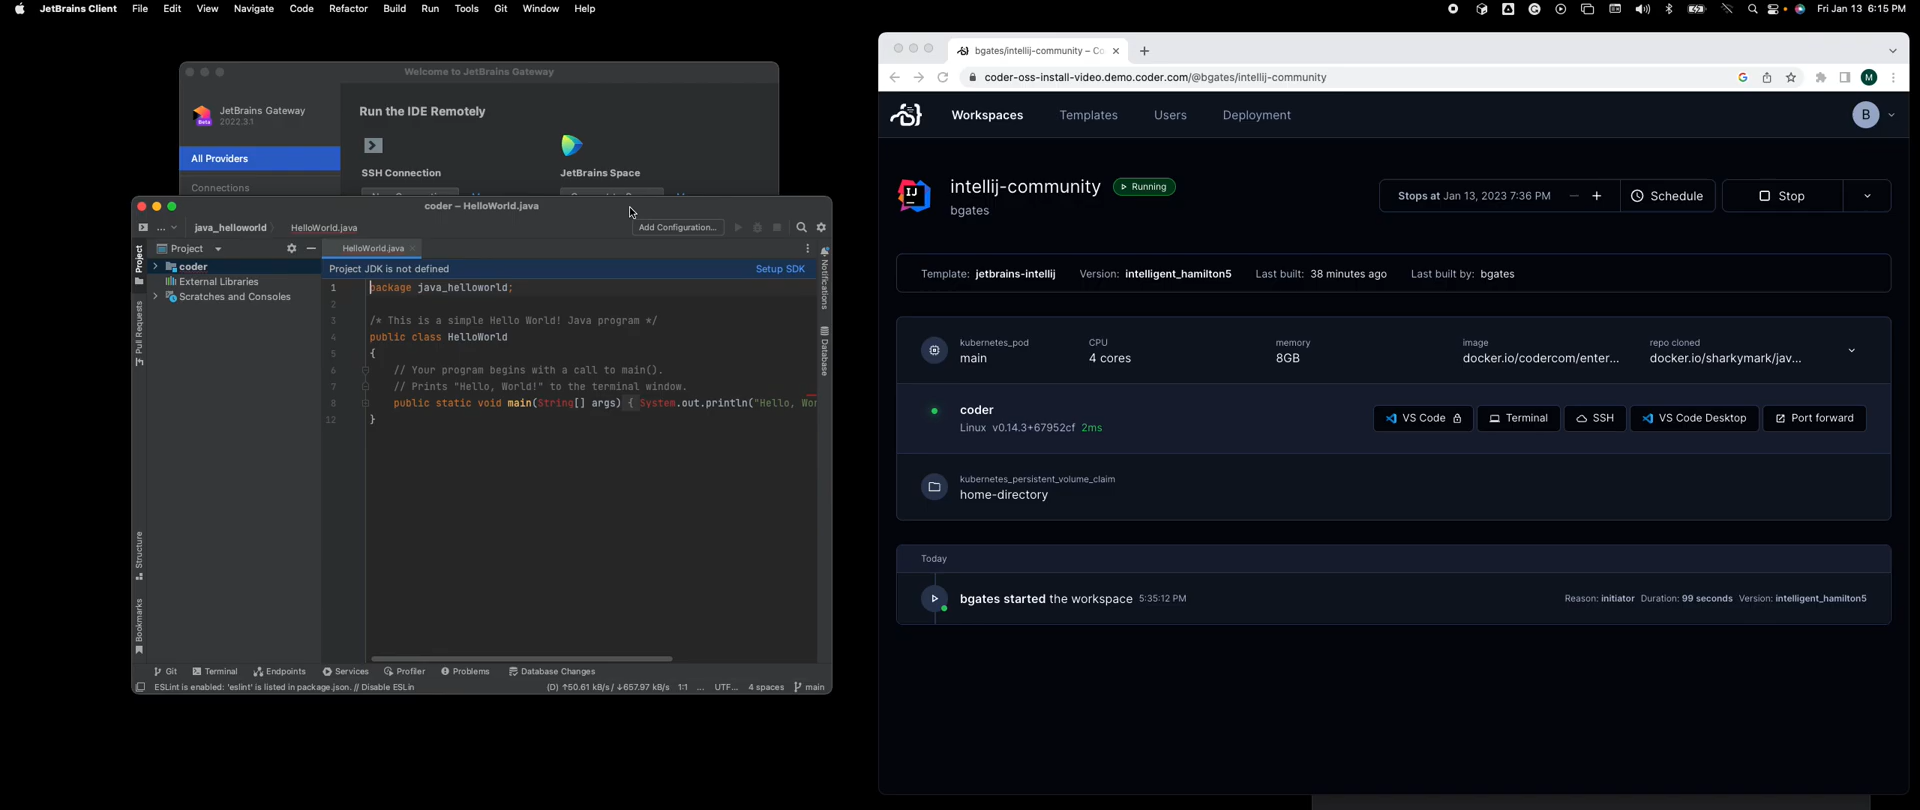 JetBrains Client File Edit View Navigate Code Refactor Build Run Tools Git Window Help
Fri Jan 13 6:15 PM
Welcome to JetBrains Gateway
JetBrains Gateway
Beta
2022.3.1
All Providers
Connections
Run the IDE Remotely
SSH Connection
JetBrains Space
coder – HelloWorld.java
... java_helloworld HelloWorld.java
Add Configuration...
Project
HelloWorld.java
coder
External Libraries
Scratches and Consoles
Project
Pull Requests
Structure
Bookmarks
Project JDK is not defined Setup SDK
1 package java_helloworld;
2
3 /* This is a simple Hello World! Java program */
4 public class HelloWorld
5 {
6 // Your program begins with a call to main().
7 // Prints "Hello, World!" to the terminal window.
8 public static void main(String[] args) { System.out.println("Hello, Wor
12 }
Notifications
Database
Git Terminal Endpoints Services Profiler Problems Database Changes
ESLint is enabled: 'eslint' is listed in package.json. // Disable ESLin
(D) ↑50.61 kB/s / ↓657.97 kB/s 1:1 ... UTF... 4 spaces main
bgates/intellij-community – Co
coder-oss-install-video.demo.coder.com/@bgates/intellij-community
M
Workspaces Templates Users Deployment
B
IJ
intellij-community Running
bgates
Stops at Jan 13, 2023 7:36 PM − + Schedule Stop
Template: jetbrains-intellij Version: intelligent_hamilton5 Last built: 38 minutes ago Last built by: bgates
kubernetes_pod CPU memory image repo cloned
main 4 cores 8GB docker.io/codercom/enter... docker.io/sharkymark/jav...
coder
Linux v0.14.3+67952cf 2ms
VS Code Terminal SSH VS Code Desktop Port forward
kubernetes_persistent_volume_claim
home-directory
Today
bgates started the workspace 5:35:12 PM
Reason: initiator Duration: 99 seconds Version: intelligent_hamilton5